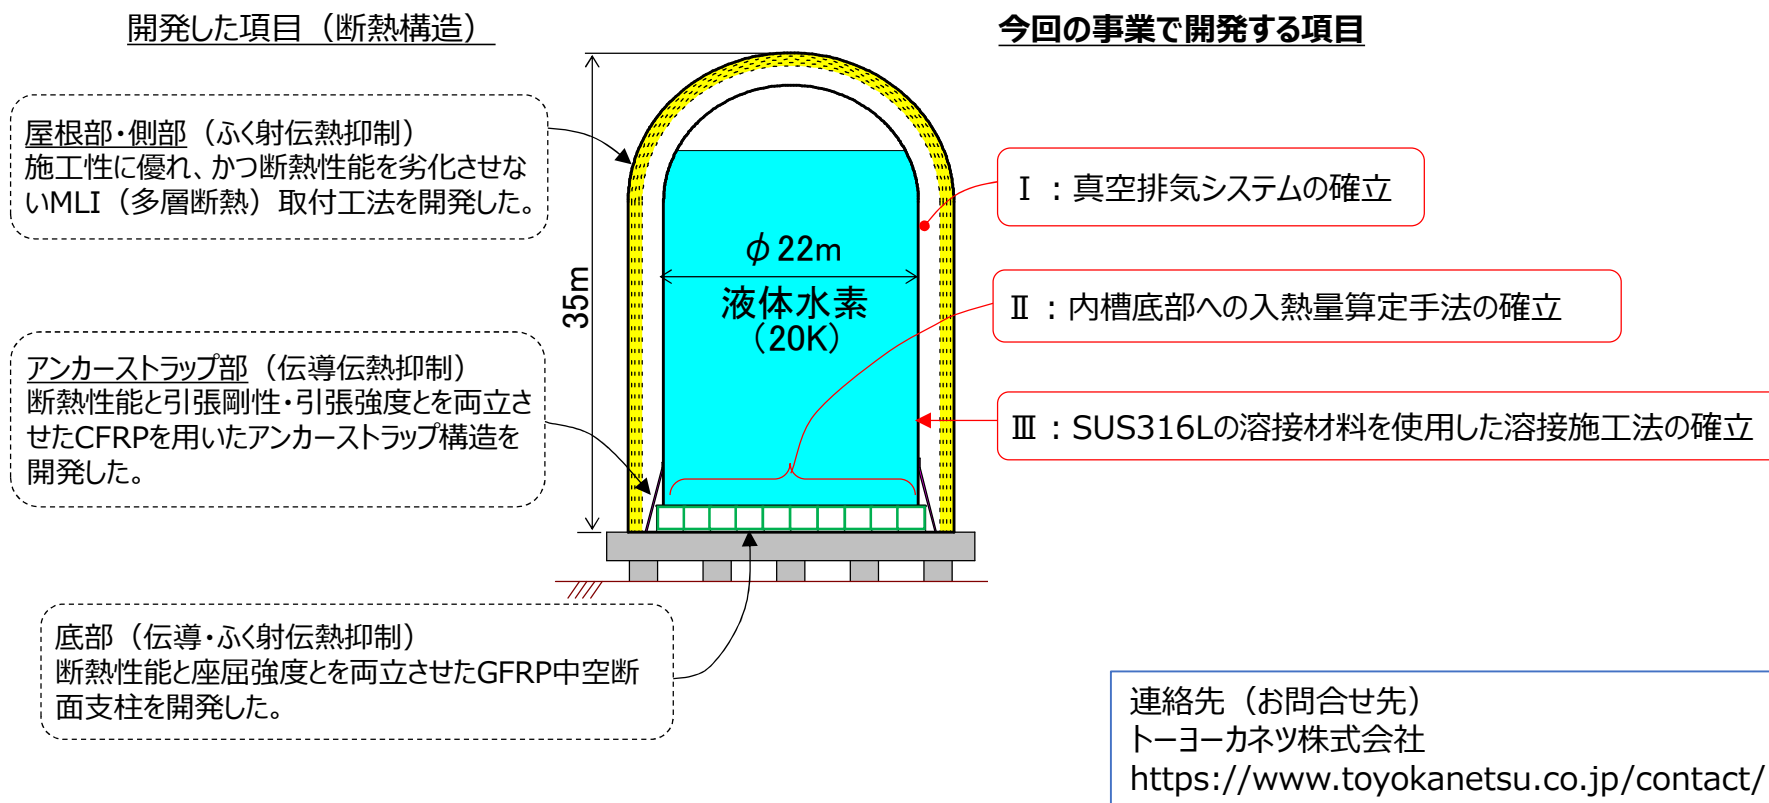 開発した項目（断熱構造）
今回の事業で開発する項目
屋根部・側部（ふく射伝熱抑制）
施工性に優れ、かつ断熱性能を劣化させな
いMLI（多層断熱）取付工法を開発した。
アンカーストラップ部（伝導伝熱抑制）
断熱性能と引張剛性・引張強度とを両立さ
せたCFRPを用いたアンカーストラップ構造を
開発した。
底部（伝導・ふく射伝熱抑制）
断熱性能と座屈強度とを両立させたGFRP中空断
面支柱を開発した。
35m
φ22m
液体水素
（20K）
Ⅰ：真空排気システムの確立
Ⅱ：内槽底部への入熱量算定手法の確立
Ⅲ：SUS316Lの溶接材料を使用した溶接施工法の確立
連絡先（お問合せ先）
トーヨーカネツ株式会社
https://www.toyokanetsu.co.jp/contact/